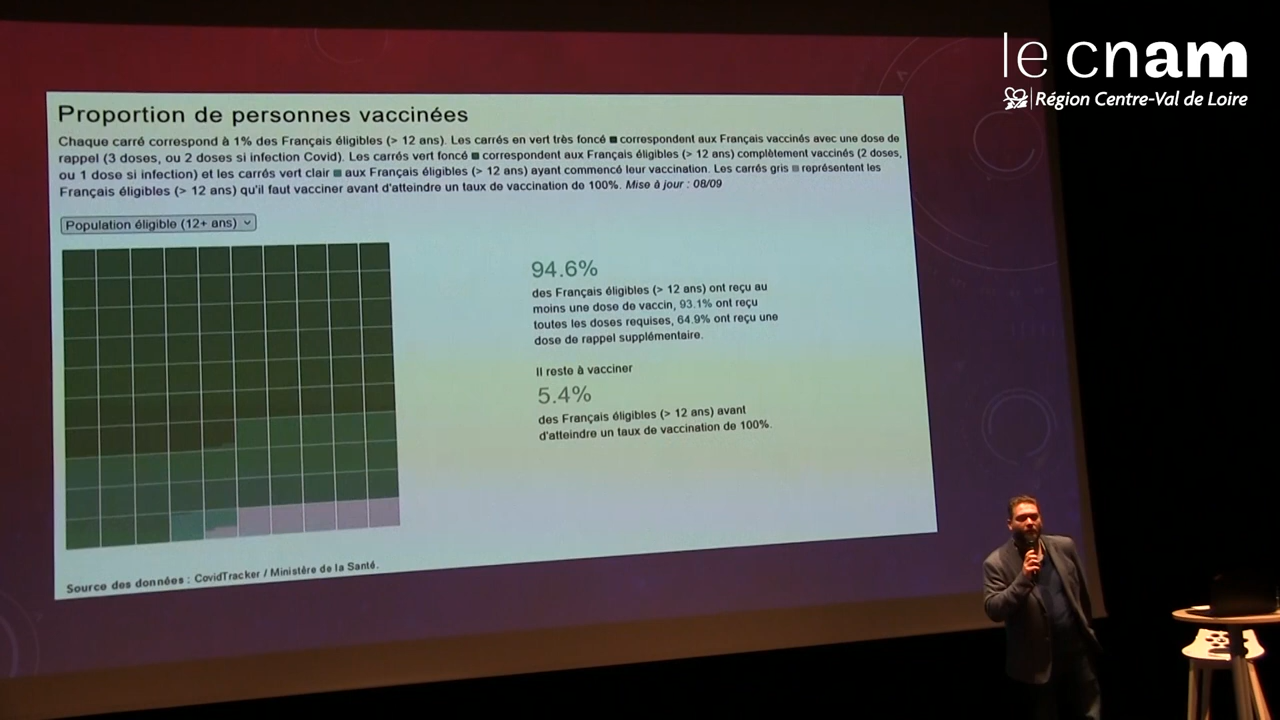 le cnam
Région Centre-Val de Loire
Proportion de personnes vaccinées
Chaque carré correspond à 1% des Français éligibles (> 12 ans). Les carrés en vert très foncé correspondent aux Français vaccinés avec une dose de
rappel (3 doses, ou 2 doses si infection Covid). Les carrés vert foncé correspondent aux Français éligibles (> 12 ans) complètement vaccinés (2 doses,
ou 1 dose si infection) et les carrés vert clair aux Français éligibles (> 12 ans) ayant commencé leur vaccination. Les carrés gris représentent les
Français éligibles (> 12 ans) qu'il faut vacciner avant d'atteindre un taux de vaccination de 100%. Mise à jour : 08/09
Population éligible (12+ ans)
94.6%
des Français éligibles (> 12 ans) ont reçu au
moins une dose de vaccin, 93.1% ont reçu
toutes les doses requises, 64.9% ont reçu une
dose de rappel supplémentaire.
Il reste à vacciner
5.4%
des Français éligibles (> 12 ans) avant
d'atteindre un taux de vaccination de 100%.
Source des données : CovidTracker / Ministère de la Santé.